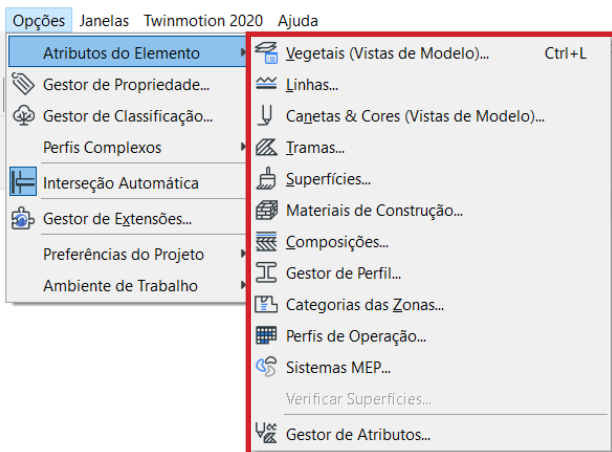 Opções Janelas Twinmotion 2020 Ajuda
Atributos do Elemento
Gestor de Propriedade...
Gestor de Classificação...
Perfis Complexos
Interseção Automática
Gestor de Extensões...
Preferências do Projeto
Ambiente de Trabalho
Vegetais (Vistas de Modelo)... Ctrl+L
Linhas...
Canetas & Cores (Vistas de Modelo)...
Tramas...
Superfícies...
Materiais de Construção...
Composições...
Gestor de Perfil...
Categorias das Zonas...
Perfis de Operação...
Sistemas MEP...
Verificar Superfícies...
Gestor de Atributos...